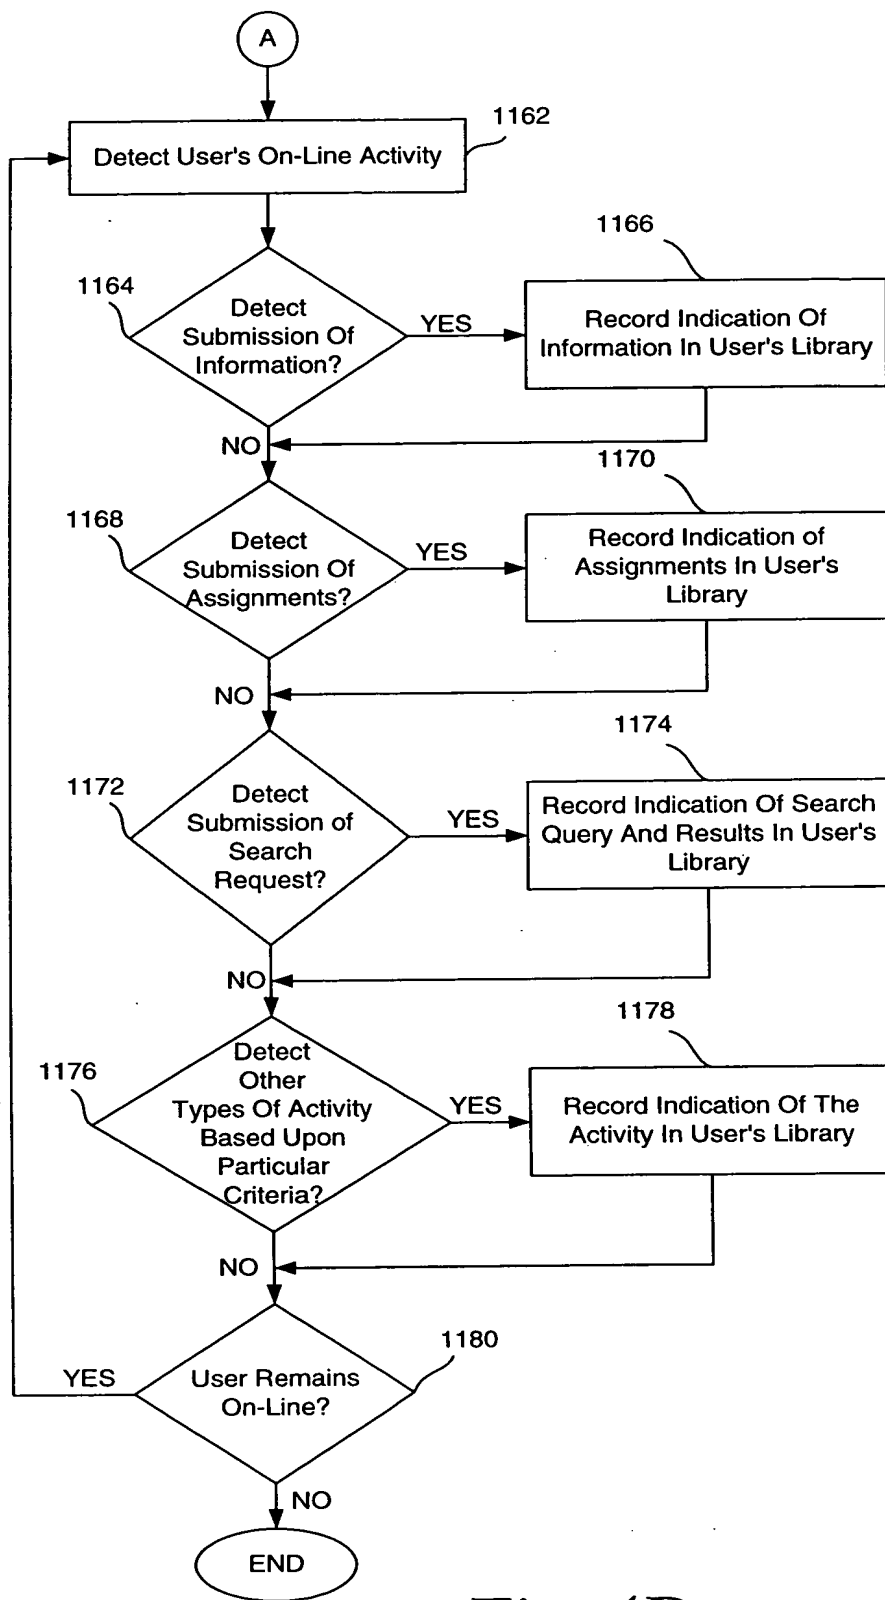 A
1162
Detect User's On-Line Activity
1164
Detect
Submission Of
Information?
YES
1166
Record Indication Of
Information In User's Library
NO
1168
Detect
Submission Of
Assignments?
YES
1170
Record Indication of
Assignments In User's
Library
NO
1172
Detect
Submission of
Search
Request?
YES
1174
Record Indication Of Search
Query And Results In User's
Library
NO
1176
Detect
Other
Types Of Activity
Based Upon
Particular
Criteria?
YES
1178
Record Indication Of The
Activity In User's Library
NO
1180
User Remains
On-Line?
YES
NO
END